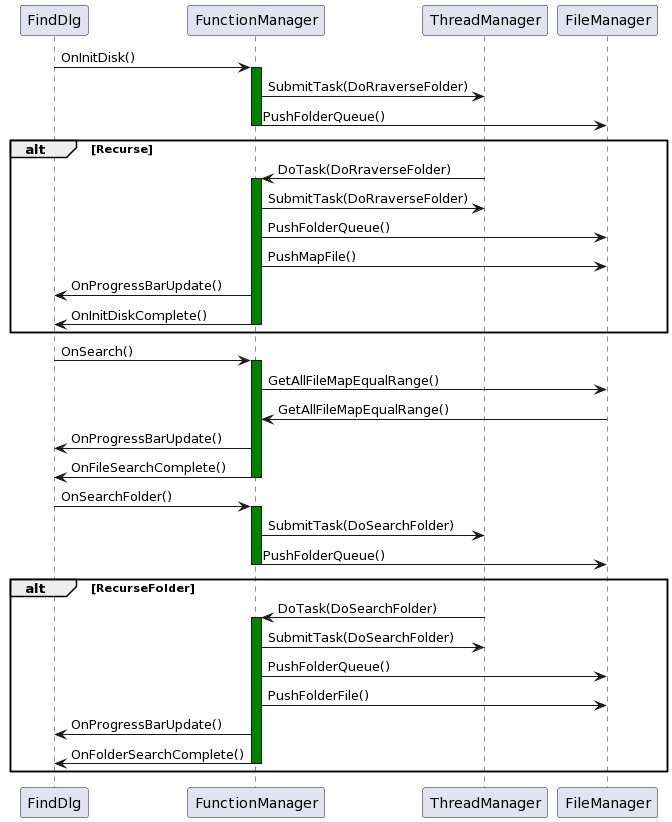 FindDlg FunctionManager ThreadManager FileManager
OnInitDisk()
SubmitTask(DoRraverseFolder)
PushFolderQueue()
alt [Recurse]
DoTask(DoRraverseFolder)
SubmitTask(DoRraverseFolder)
PushFolderQueue()
PushMapFile()
OnProgressBarUpdate()
OnInitDiskComplete()
OnSearch()
GetAllFileMapEqualRange()
GetAllFileMapEqualRange()
OnProgressBarUpdate()
OnFileSearchComplete()
OnSearchFolder()
SubmitTask(DoSearchFolder)
PushFolderQueue()
alt [RecurseFolder]
DoTask(DoSearchFolder)
SubmitTask(DoSearchFolder)
PushFolderQueue()
PushFolderFile()
OnProgressBarUpdate()
OnFolderSearchComplete()
FindDlg FunctionManager ThreadManager FileManager